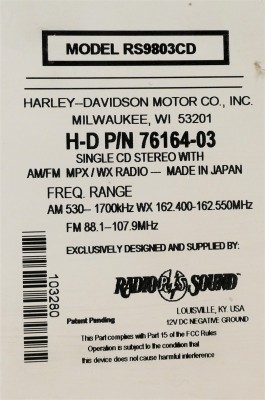 MODEL RS9803CD
HARLEY-DAVIDSON MOTOR CO., INC.
MILWAUKEE, WI 53201
H-D P/N 76164-03
SINGLE CD STEREO WITH
AM/FM MPX / WX RADIO — MADE IN JAPAN
FREQ. RANGE
AM 530– 1700kHz WX 162.400-162.550MHz
FM 88.1–107.9MHz
EXCLUSIVELY DESIGNED AND SUPPLIED BY:
RADIO SOUND
LOUISVILLE, KY. USA
Patent Pending 12V DC NEGATIVE GROUND
This Part complies with Part 15 of the FCC Rules
Operation is subject to the condition that
this device does not cause harmful interference
103280